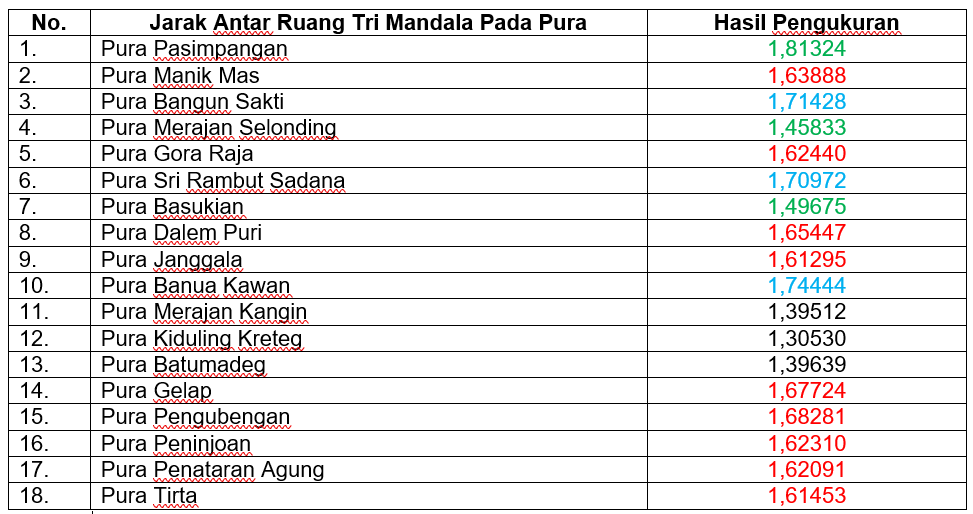 No. Jarak Antar Ruang Tri Mandala Pada Pura Hasil Pengukuran
1. Pura Pasimpangan 1,81324
2. Pura Manik Mas 1,63888
3. Pura Bangun Sakti 1,71428
4. Pura Merajan Selonding 1,45833
5. Pura Gora Raja 1,62440
6. Pura Sri Rambut Sadana 1,70972
7. Pura Basukian 1,49675
8. Pura Dalem Puri 1,65447
9. Pura Janggala 1,61295
10. Pura Banua Kawan 1,74444
11. Pura Merajan Kangin 1,39512
12. Pura Kiduling Kreteg 1,30530
13. Pura Batumadeg 1,39639
14. Pura Gelap 1,67724
15. Pura Pengubengan 1,68281
16. Pura Peninjoan 1,62310
17. Pura Penataran Agung 1,62091
18. Pura Tirta 1,61453